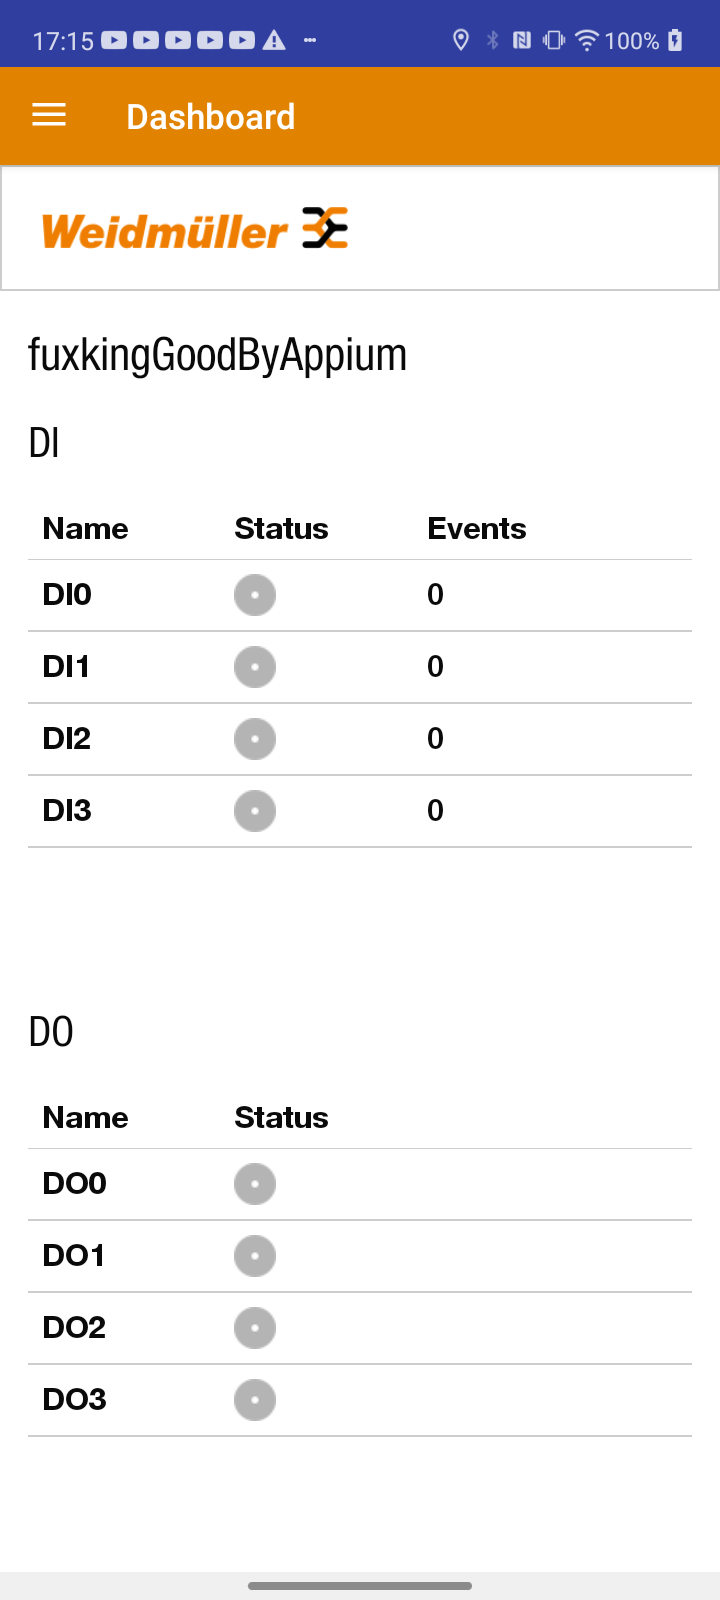 17:15 100%
Dashboard
Weidmüller
fuxkingGoodByAppium
DI
Name Status Events
DI0 0
DI1 0
DI2 0
DI3 0
DO
Name Status
DO0
DO1
DO2
DO3